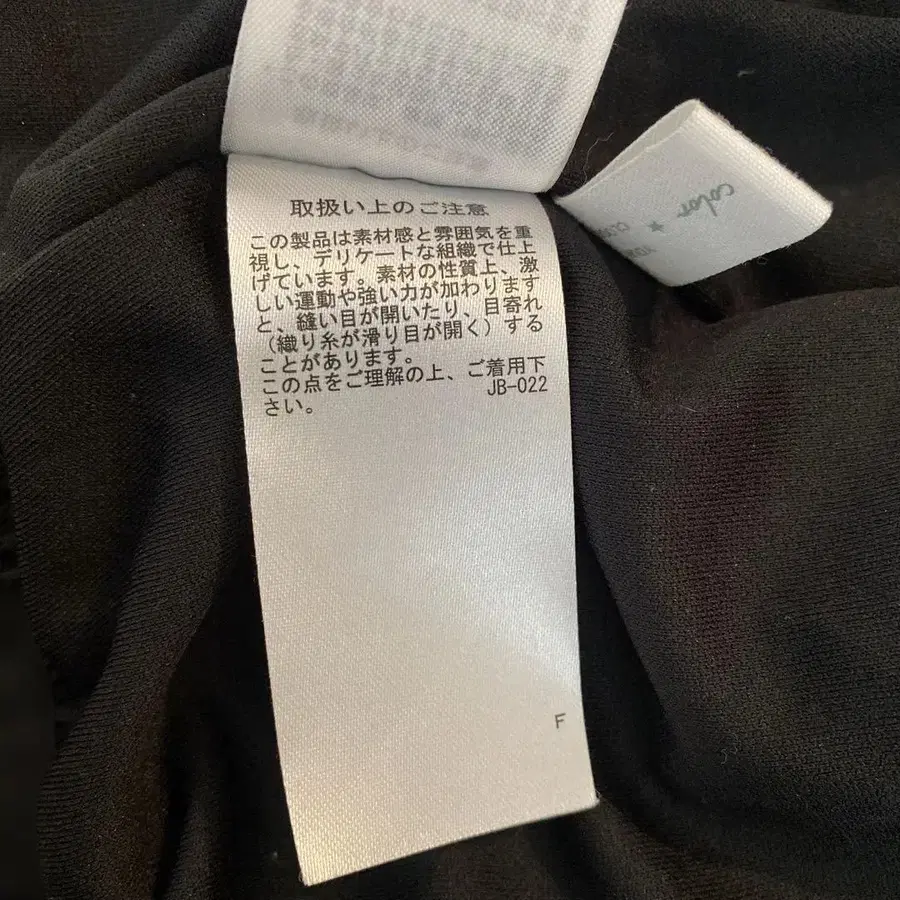 取扱い上のご注意
この製品は素材感と雰囲気を重
視し、デリケートな組織で仕上
げています。素材の性質上、激
しい運動や強い力が加わります
と、縫い目が開いたり、目寄れ
（織り糸が滑り目が開く）する
ことがあります。
この点をご理解の上、ご着用下
さい。
JB-022
F
color